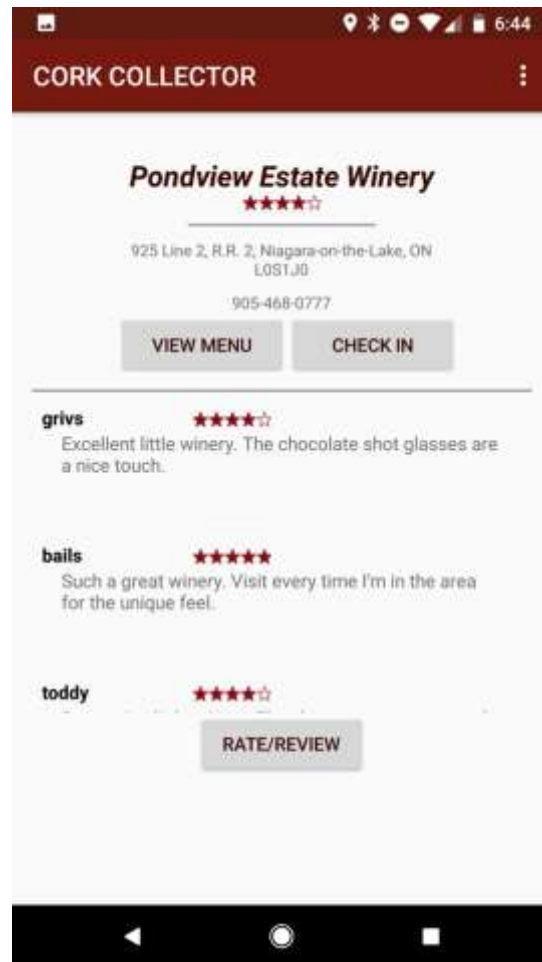 6:44
CORK COLLECTOR
Pondview Estate Winery
925 Line 2, R.R. 2, Niagara-on-the-Lake, ON
L0S1J0
905-468-0777
VIEW MENU CHECK IN
grivs
Excellent little winery. The chocolate shot glasses are
a nice touch.
bails
Such a great winery. Visit every time I'm in the area
for the unique feel.
toddy
RATE/REVIEW